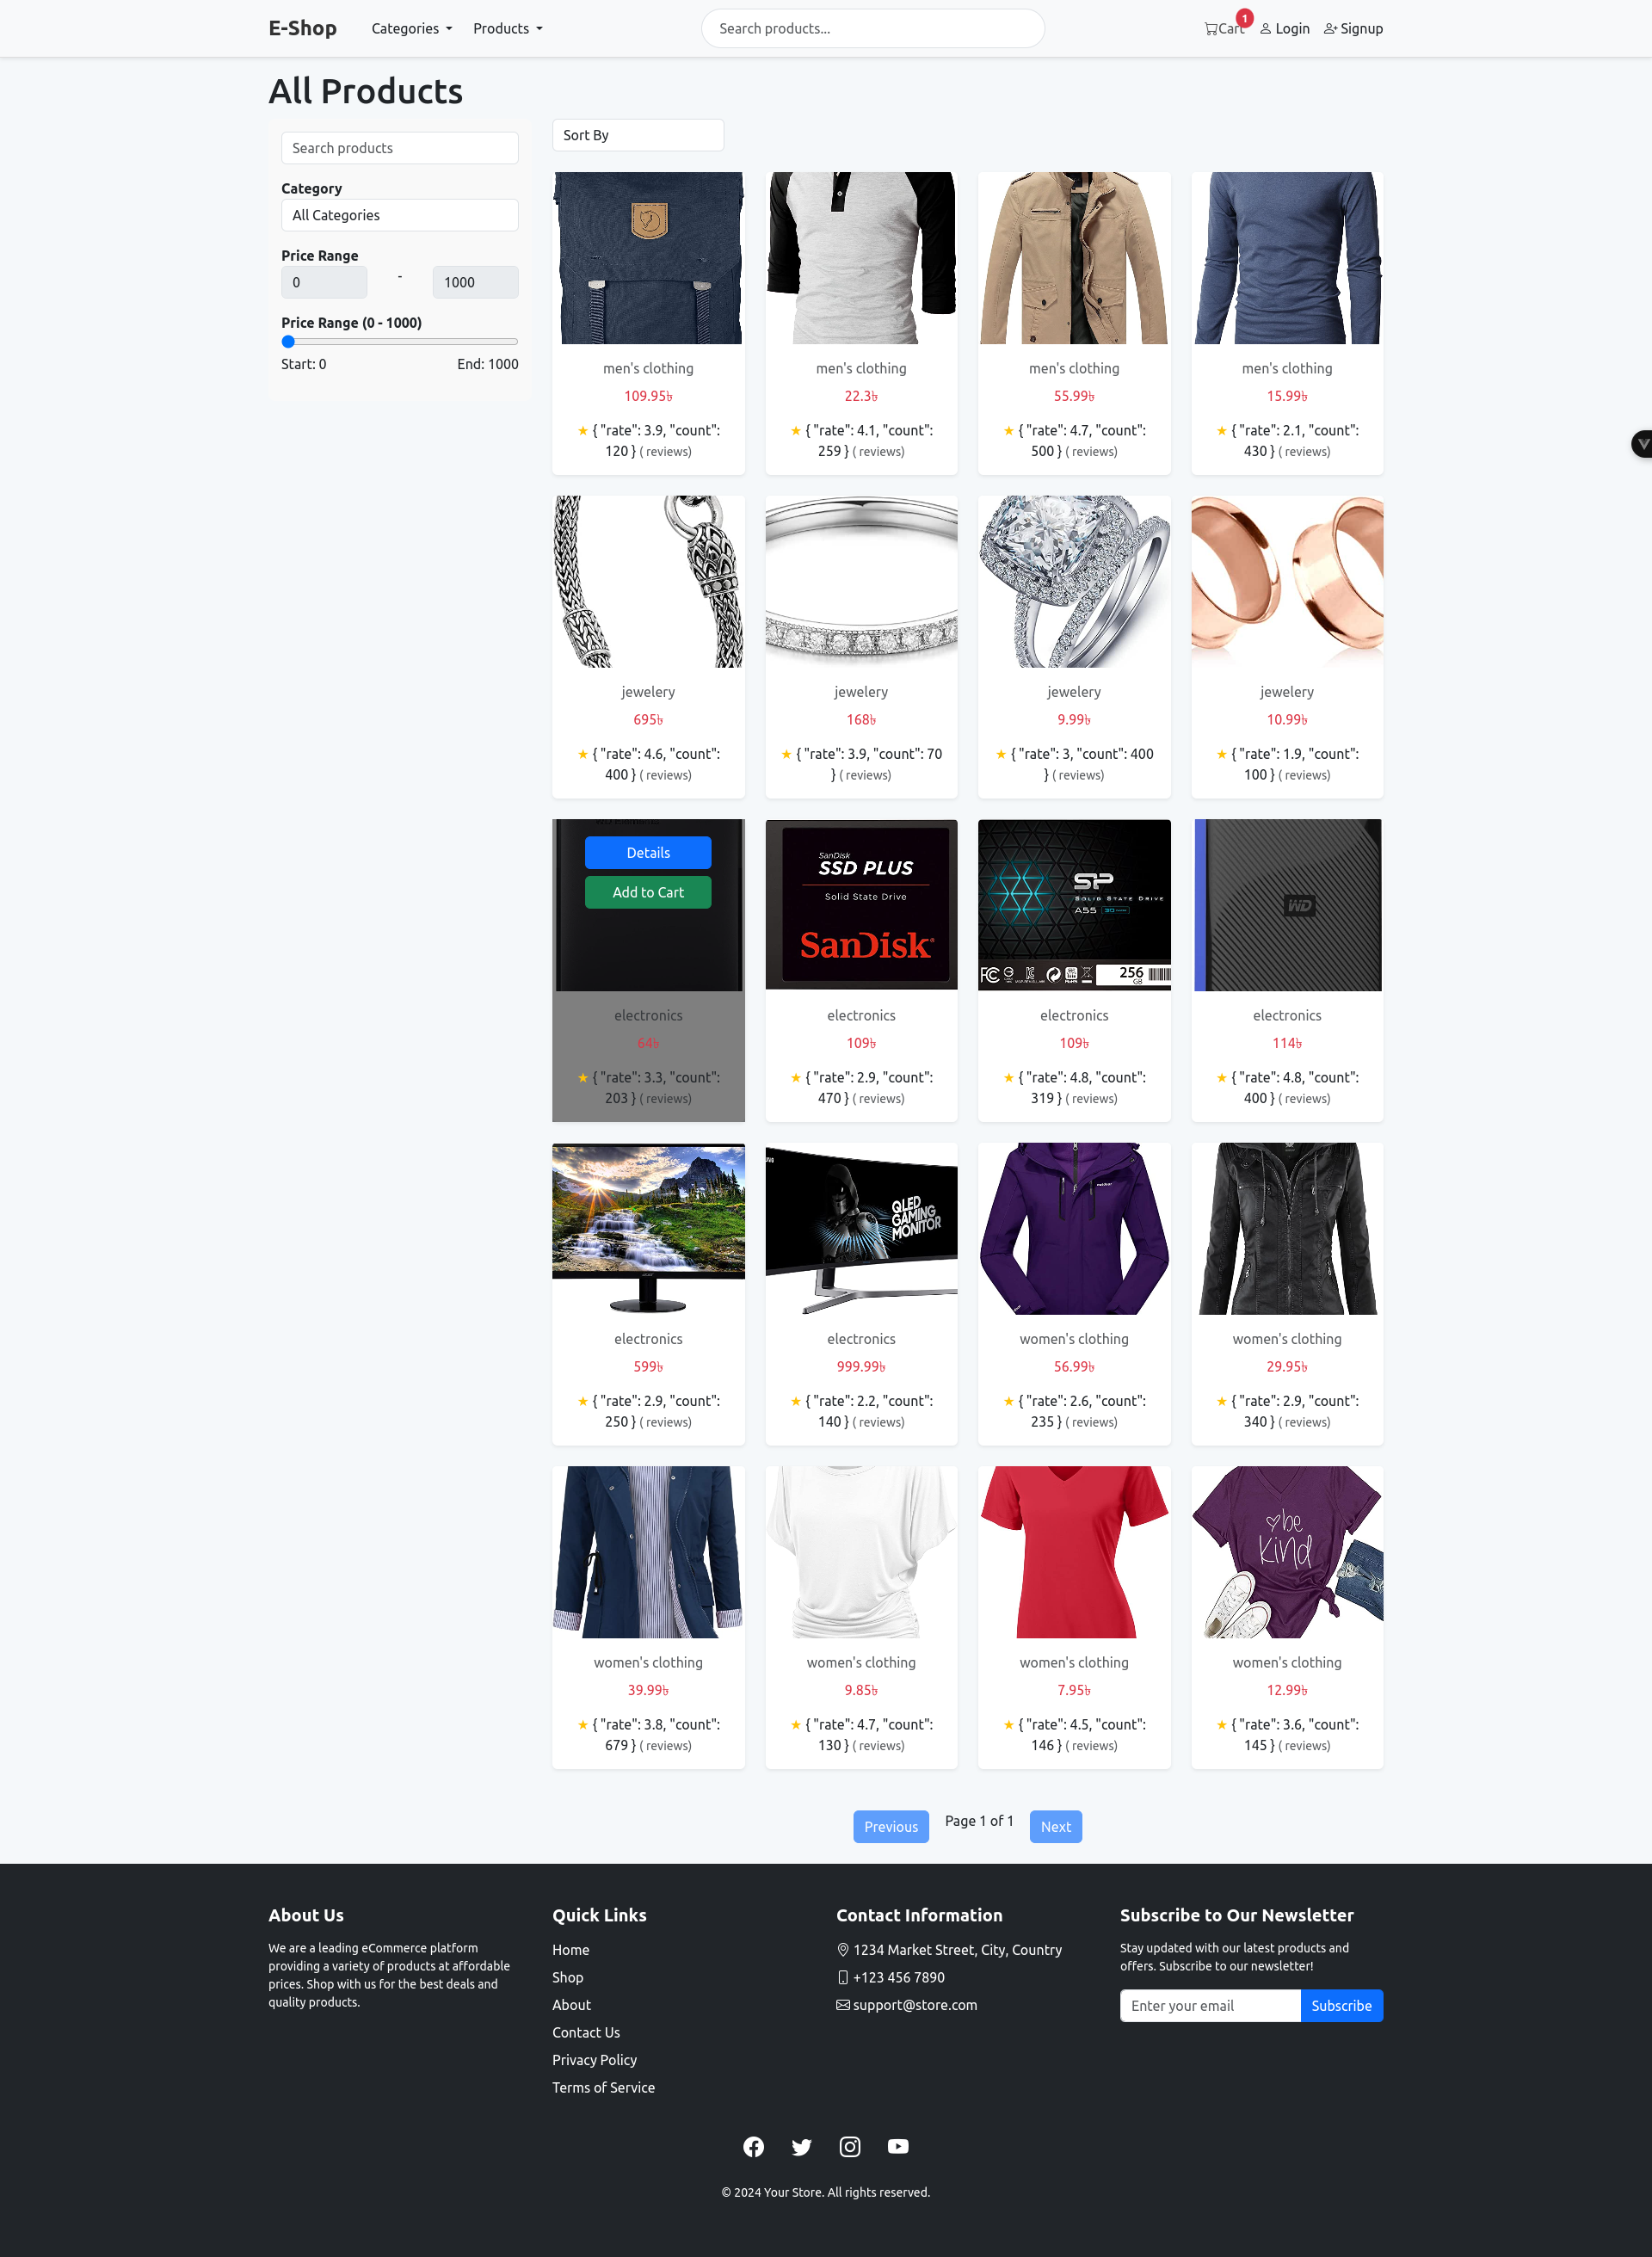 E-Shop
Categories
Products
Search products...
Cart
1
Login
Signup
All Products
Search products
Category
All Categories
Price Range
0
-
1000
Price Range (0 - 1000)
Start: 0
End: 1000
Sort By
men's clothing
109.95৳
★ { "rate": 3.9, "count":
120 } ( reviews)
men's clothing
22.3৳
★ { "rate": 4.1, "count":
259 } ( reviews)
men's clothing
55.99৳
★ { "rate": 4.7, "count":
500 } ( reviews)
men's clothing
15.99৳
★ { "rate": 2.1, "count":
430 } ( reviews)
jewelery
695৳
★ { "rate": 4.6, "count":
400 } ( reviews)
jewelery
168৳
★ { "rate": 3.9, "count": 70
} ( reviews)
jewelery
9.99৳
★ { "rate": 3, "count": 400
} ( reviews)
jewelery
10.99৳
★ { "rate": 1.9, "count":
100 } ( reviews)
Details
Add to Cart
electronics
64৳
★ { "rate": 3.3, "count":
203 } ( reviews)
SanDisk
SSD PLUS
Solid State Drive
SanDisk
electronics
109৳
★ { "rate": 2.9, "count":
470 } ( reviews)
SP
SOLID STATE DRIVE
A55
256
GB
electronics
109৳
★ { "rate": 4.8, "count":
319 } ( reviews)
WD
electronics
114৳
★ { "rate": 4.8, "count":
400 } ( reviews)
electronics
599৳
★ { "rate": 2.9, "count":
250 } ( reviews)
QLED
GAMING
MONITOR
electronics
999.99৳
★ { "rate": 2.2, "count":
140 } ( reviews)
women's clothing
56.99৳
★ { "rate": 2.6, "count":
235 } ( reviews)
women's clothing
29.95৳
★ { "rate": 2.9, "count":
340 } ( reviews)
women's clothing
39.99৳
★ { "rate": 3.8, "count":
679 } ( reviews)
women's clothing
9.85৳
★ { "rate": 4.7, "count":
130 } ( reviews)
women's clothing
7.95৳
★ { "rate": 4.5, "count":
146 } ( reviews)
be
kind
women's clothing
12.99৳
★ { "rate": 3.6, "count":
145 } ( reviews)
Previous
Page 1 of 1
Next
About Us
We are a leading eCommerce platform
providing a variety of products at affordable
prices. Shop with us for the best deals and
quality products.
Quick Links
Home
Shop
About
Contact Us
Privacy Policy
Terms of Service
Contact Information
1234 Market Street, City, Country
+123 456 7890
support@store.com
Subscribe to Our Newsletter
Stay updated with our latest products and
offers. Subscribe to our newsletter!
Enter your email
Subscribe
© 2024 Your Store. All rights reserved.